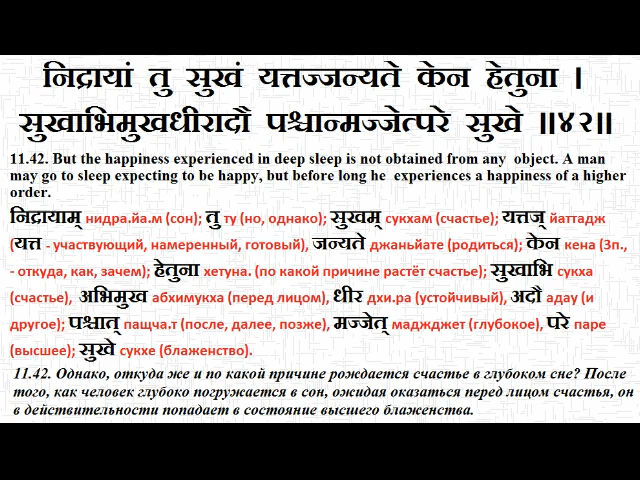 निद्रायां तु सुखं यत्तज्जन्यते केन हेतुना ।
सुखाभिमुखधीरादौ पश्चान्मज्जेत्परे सुखे ॥४२॥
11.42. But the happiness experienced in deep sleep is not obtained from any object. A man
may go to sleep expecting to be happy, but before long he experiences a happiness of a higher
order.
निद्रायाम् нидра.йа.м (сон); तु ту (но, однако); सुखम् сукхам (счастье); यत्तज् йаттадж
(यत्त - участвующий, намеренный, готовый), जन्यते джаньйате (родиться); केन кена (3п.,
- откуда, как, зачем); हेतुना хетуна. (по какой причине растёт счастье); सुखाभि сукха
(счастье), अभिमुख абхимукха (перед лицом), धीर дхи.ра (устойчивый), अदौ адау (и
другое); पश्चात् пащча.т (после, далее, позже), मज्जेत् маджджет (глубокое), परे паре
(высшее); सुखे сукхе (блаженство).
11.42. Однако, откуда же и по какой причине рождается счастье в глубоком сне? После
того, как человек глубоко погружается в сон, ожидая оказаться перед лицом счастья, он
в действительности попадает в состояние высшего блаженства.